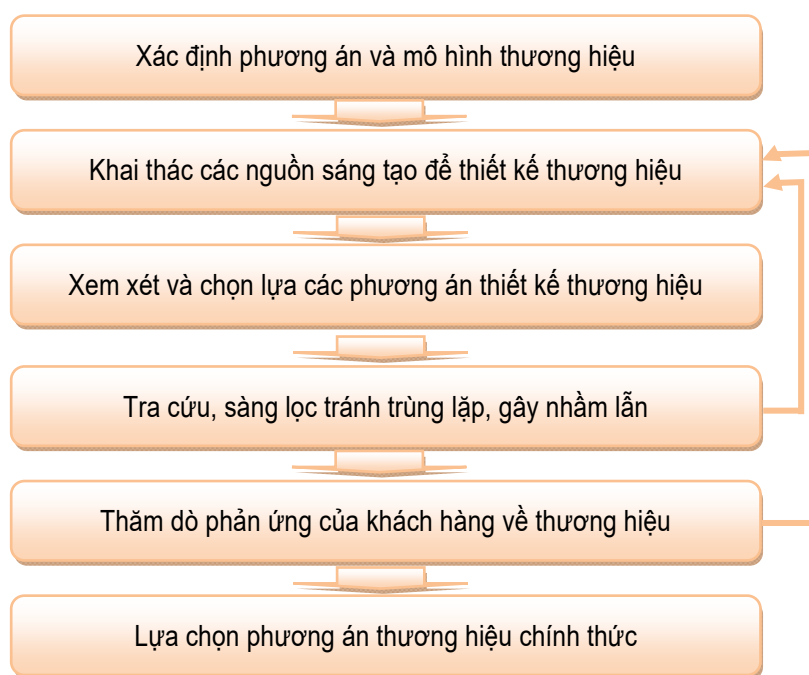 Xác định phương án và mô hình thương hiệu
Khai thác các nguồn sáng tạo để thiết kế thương hiệu
Xem xét và chọn lựa các phương án thiết kế thương hiệu
Tra cứu, sàng lọc tránh trùng lặp, gây nhầm lẫn
Thăm dò phản ứng của khách hàng về thương hiệu
Lựa chọn phương án thương hiệu chính thức